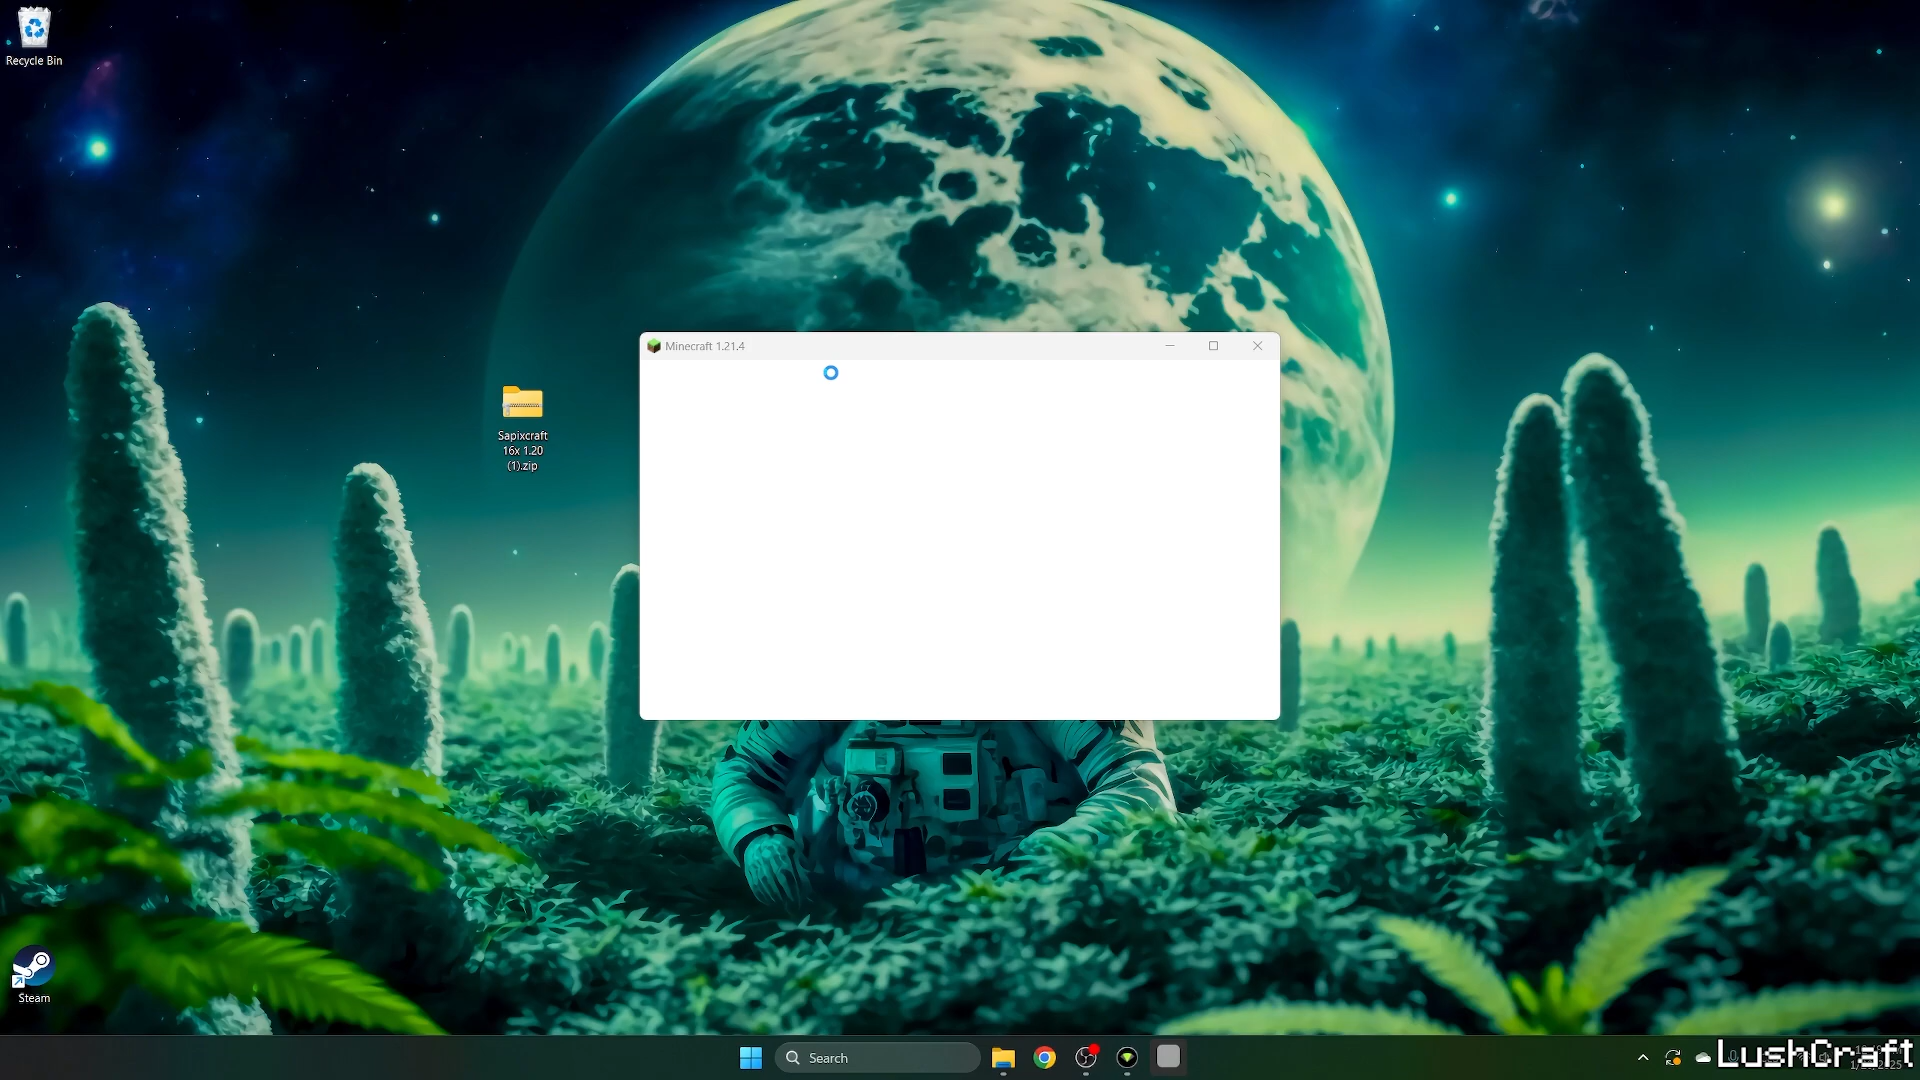 Recycle Bin
Minecraft 1.21.4
Sapixcraft
16x 1.20
(1).zip
Steam
Search
LushCraft